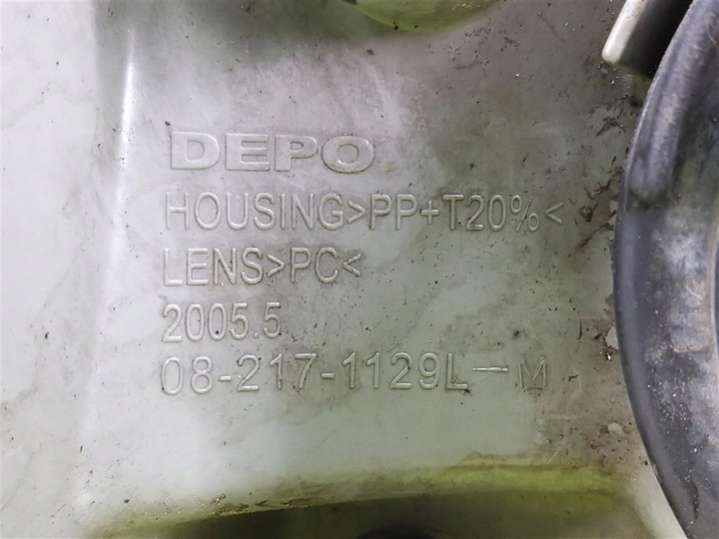 DEPO
HOUSING>PP+T20%<
LENS>PC<
2005.5
08-217-1129L-M